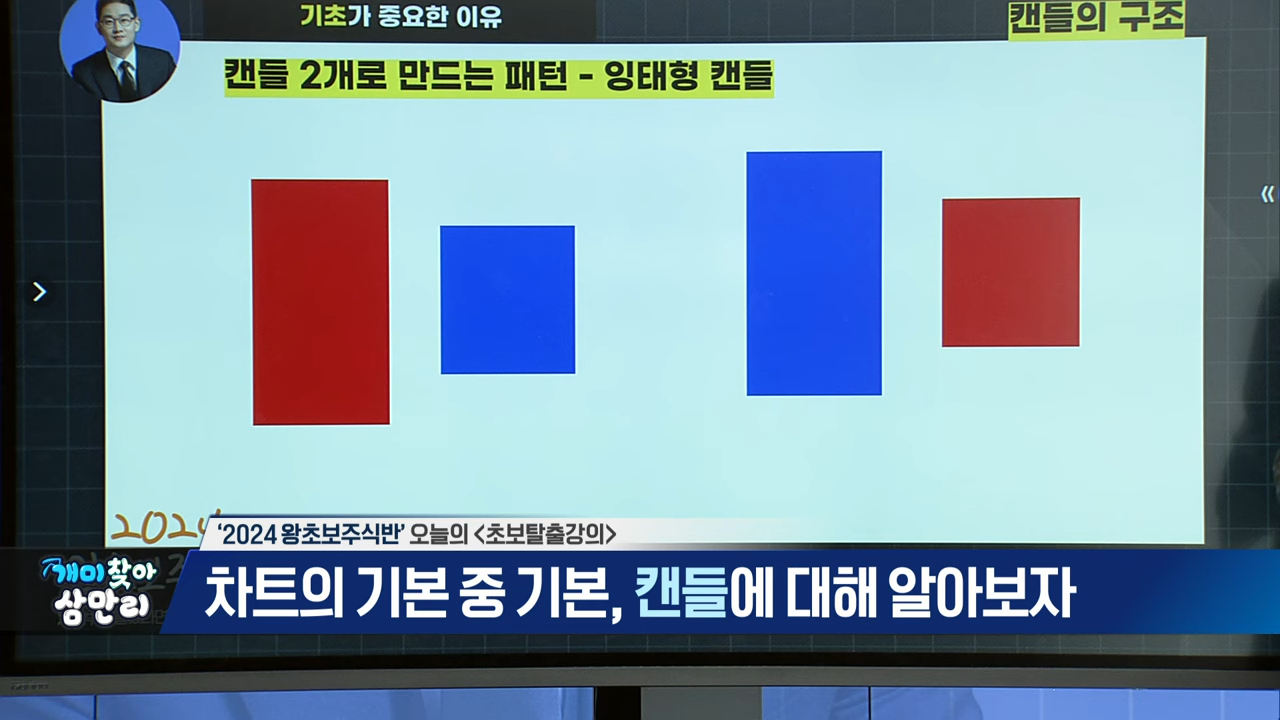 기초가 중요한 이유
캔들의 구조
캔들 2개로 만드는 패턴 - 잉태형 캔들
2024
'2024 왕초보주식반' 오늘의 <초보탈출강의>
개미찾아
삼만리
차트의 기본 중 기본, 캔들에 대해 알아보자